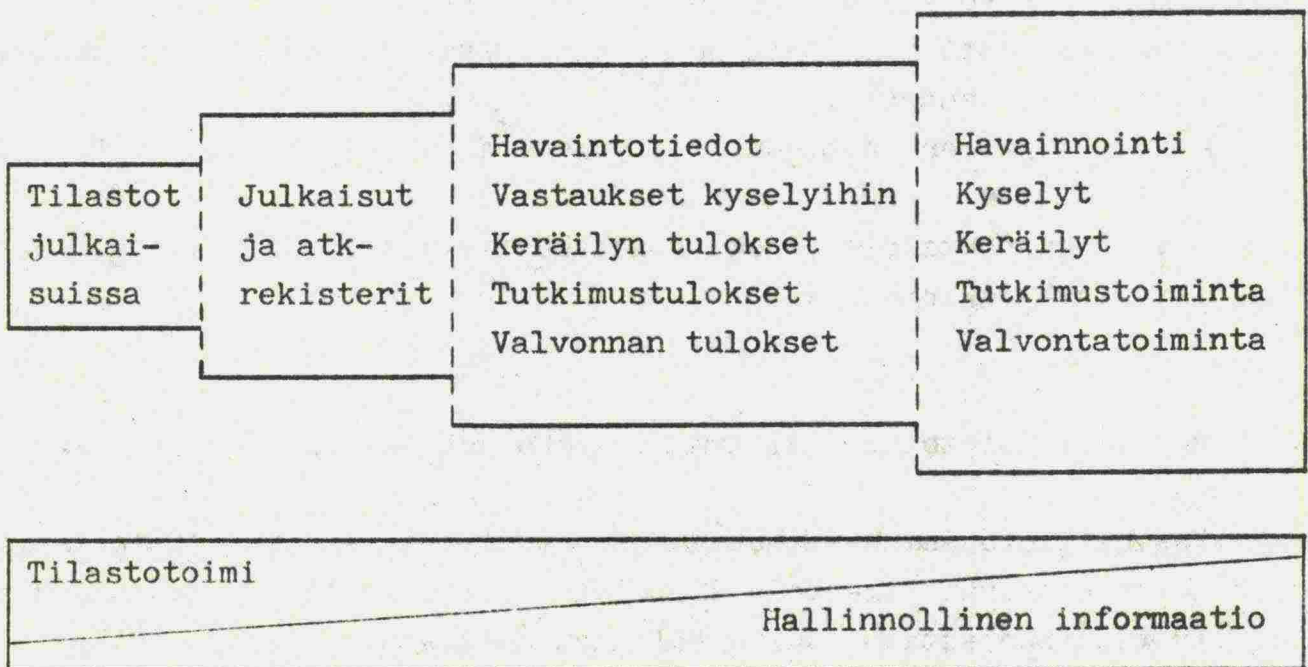 Tilastot
julkai-
suissa
Julkaisut
ja atk-
rekisterit
Havaintotiedot
Vastaukset kyselyihin
Keräilyn tulokset
Tutkimustulokset
Valvonnan tulokset
Havainnointi
Kyselyt
Keräilyt
Tutkimustoiminta
Valvontatoiminta
Tilastotoimi
Hallinnollinen informaatio